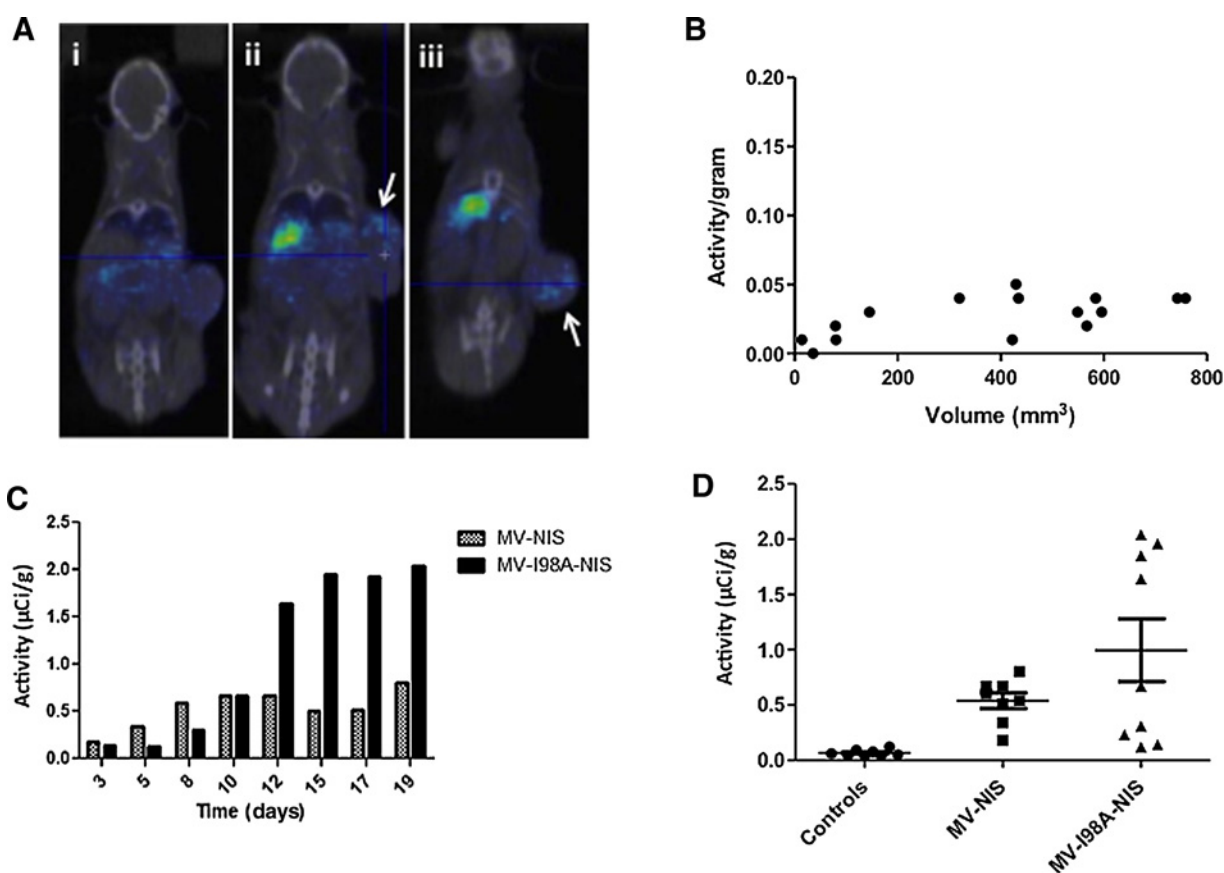 A
i
ii
iii
B
0.20
0.15
0.10
0.05
0.00
Activity/gram
0
200
400
600
800
Volume (mm³)
C
2.5
2.0
1.5
1.0
0.5
0.0
Activity (µCi/g)
3
5
8
10
12
15
17
19
Time (days)
MV-NIS
MV-I98A-NIS
D
2.5
2.0
1.5
1.0
0.5
0.0
Activity (µCi/g)
Controls
MV-NIS
MV-I98A-NIS